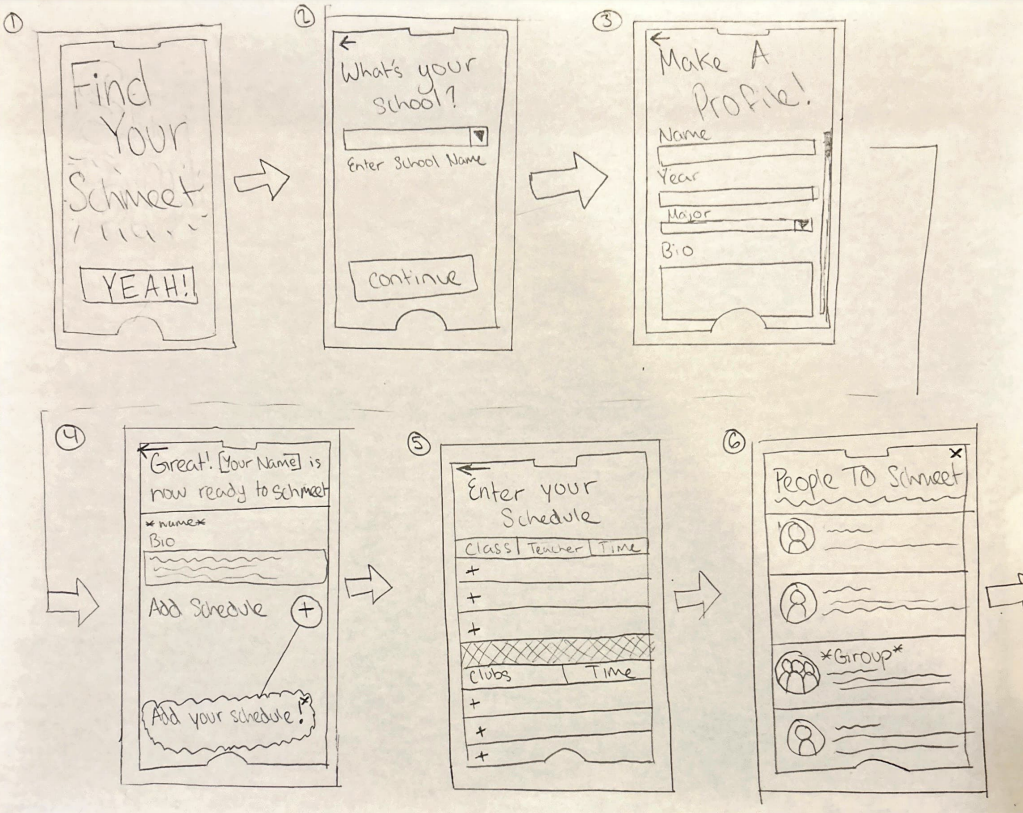 1
Find
Your
Schmeet
YEAH!
2
What's your
School?
Enter School Name
continue
3
Make A
Profile!
Name
Year
Major
Bio
4
Great! [Your Name] is
now ready to schmeet
*name*
Bio
Add Schedule +
Add your schedule! x
5
Enter your
Schedule
Class Teacher Time
+
+
+
Clubs Time
+
+
+
6
x
People To Schmeet
*Group*